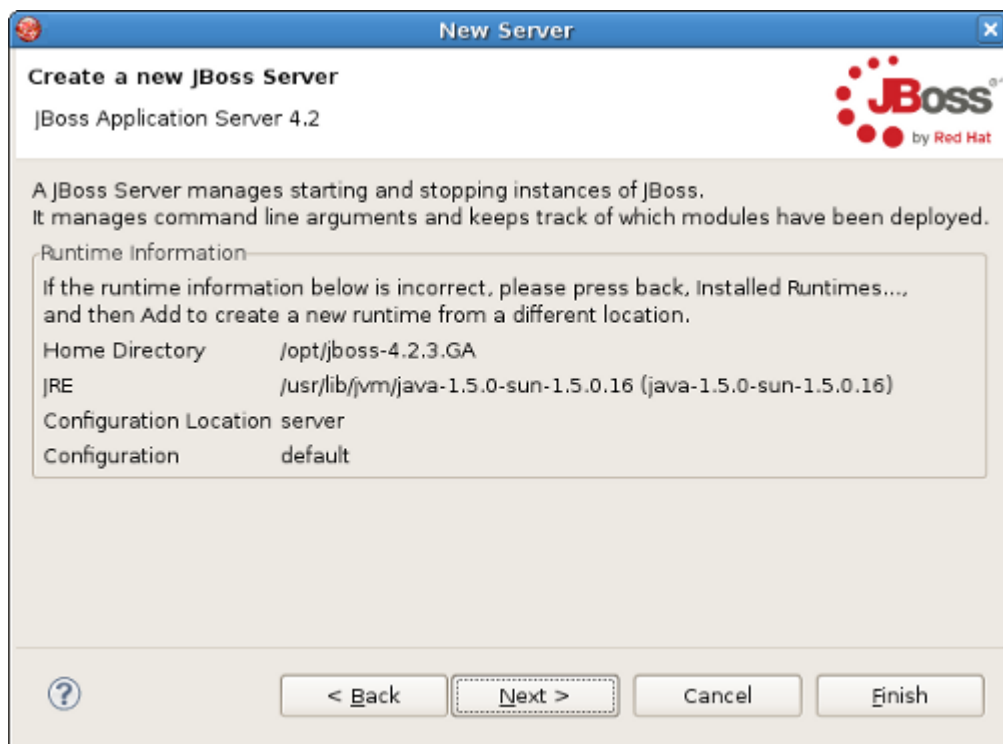 New Server
Create a new JBoss Server
JBoss Application Server 4.2
JBoss
by Red Hat
A JBoss Server manages starting and stopping instances of JBoss.
It manages command line arguments and keeps track of which modules have been deployed.
Runtime Information
If the runtime information below is incorrect, please press back, Installed Runtimes...,
and then Add to create a new runtime from a different location.
Home Directory /opt/jboss-4.2.3.GA
JRE /usr/lib/jvm/java-1.5.0-sun-1.5.0.16 (java-1.5.0-sun-1.5.0.16)
Configuration Location server
Configuration default
? < Back Next > Cancel Finish